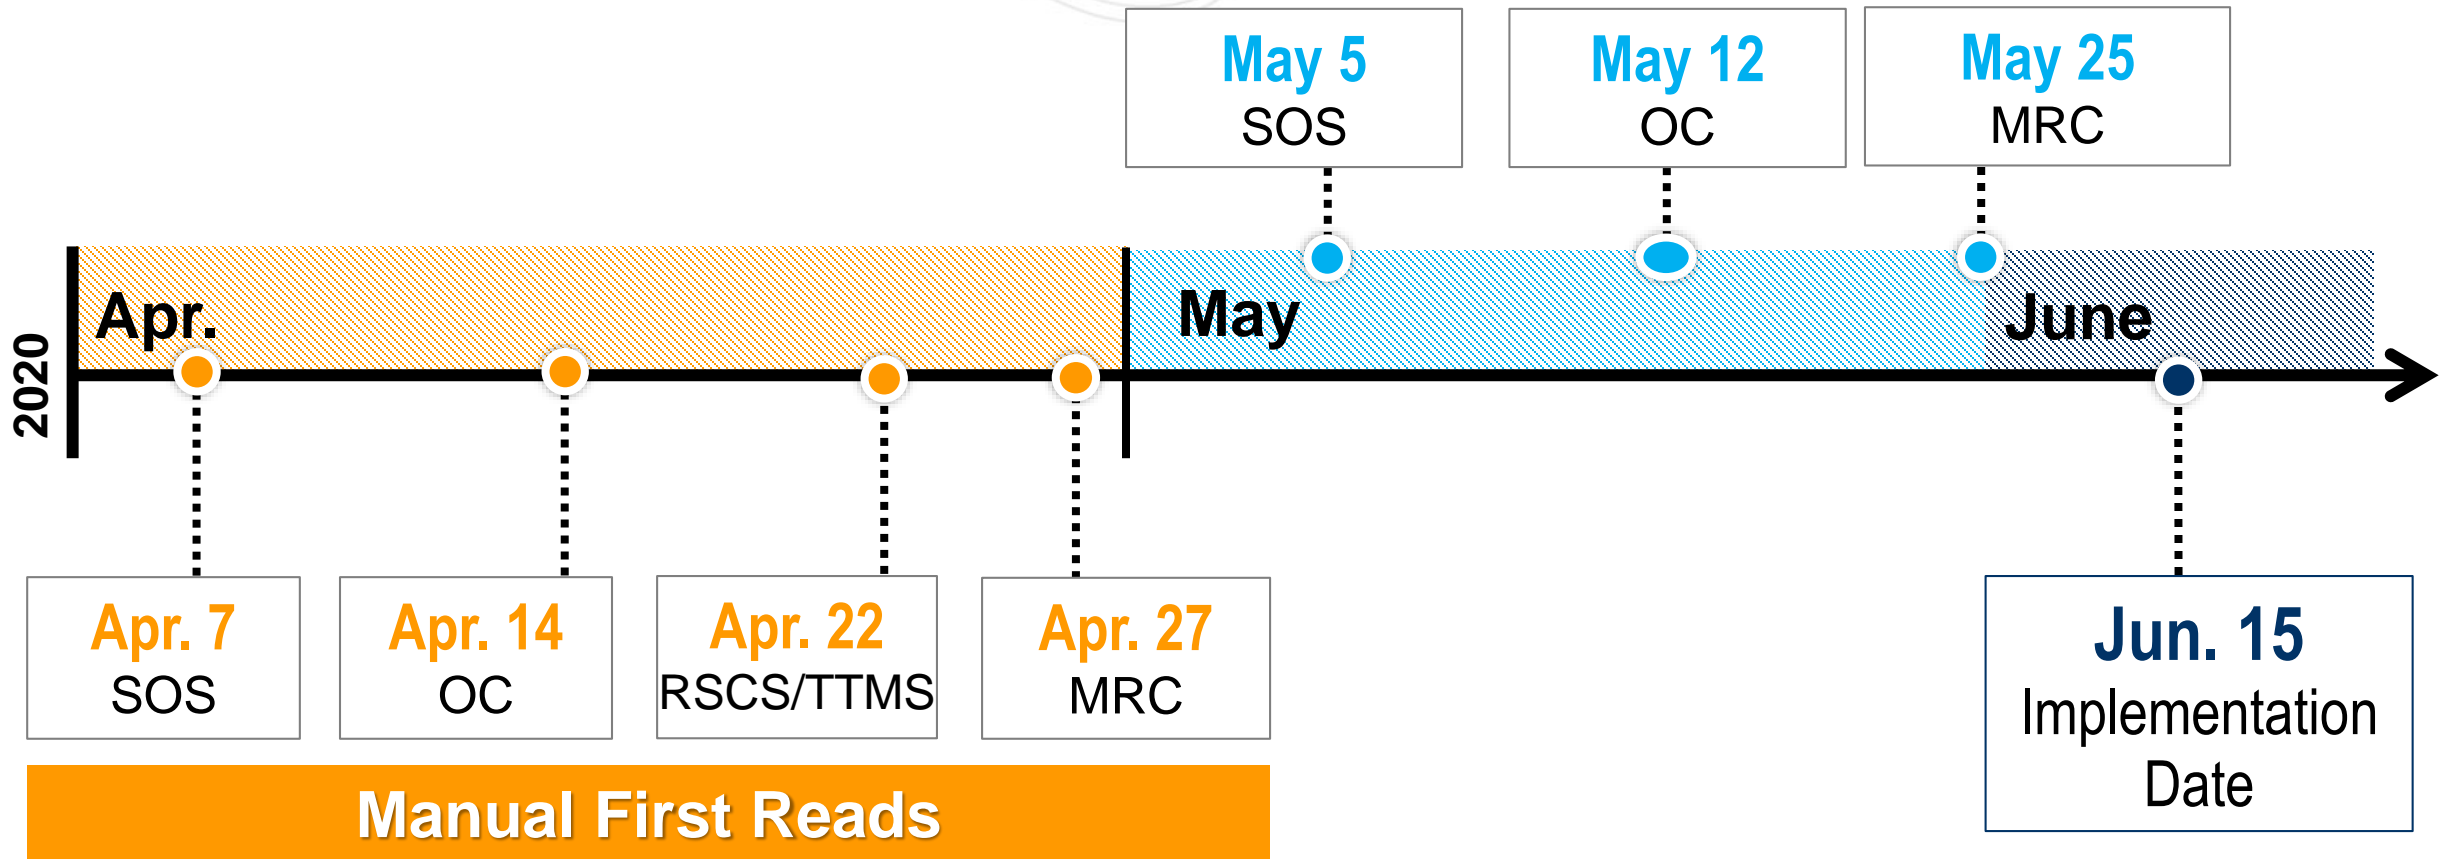 May 5
SOS
May 12
OC
May 25
MRC
2020
Apr.
May
June
Apr. 7
SOS
Apr. 14
OC
Apr. 22
RSCS/TTMS
Apr. 27
MRC
Jun. 15
Implementation
Date
Manual First Reads